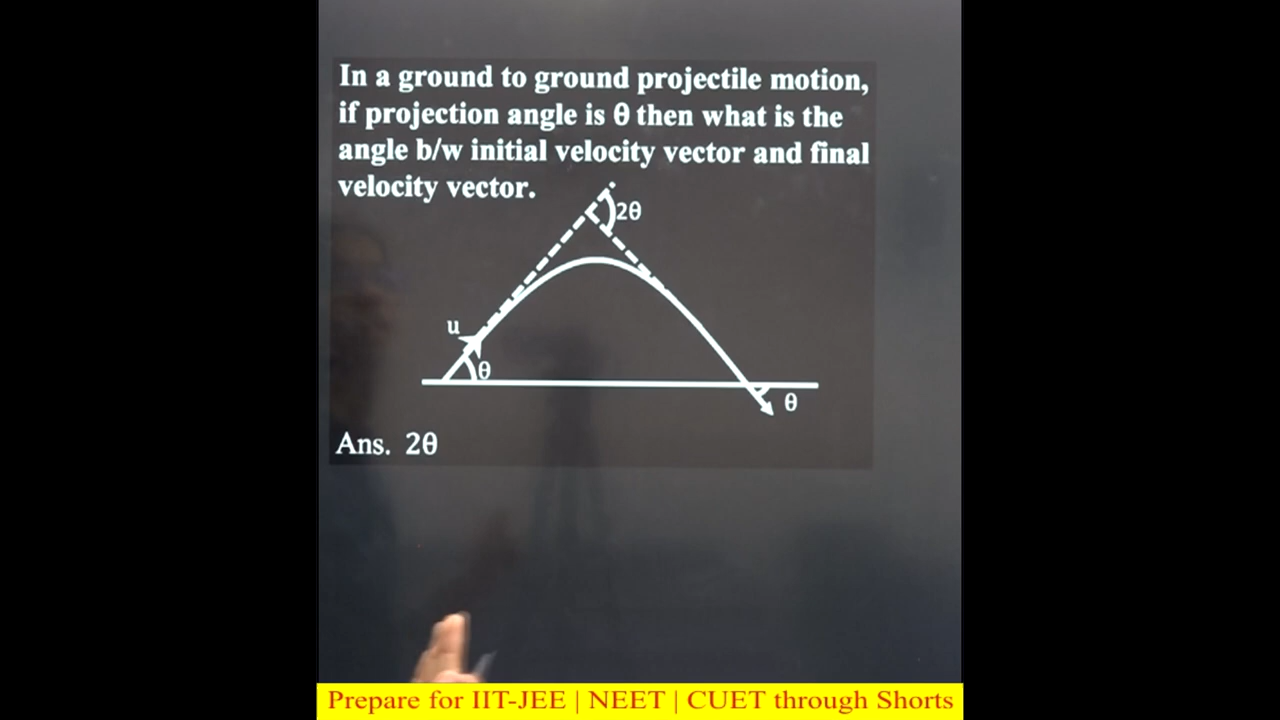 In a ground to ground projectile motion,
if projection angle is θ then what is the
angle b/w initial velocity vector and final
velocity vector.
2θ
u
θ
θ
Ans. 2θ
Prepare for IIT-JEE | NEET | CUET through Shorts